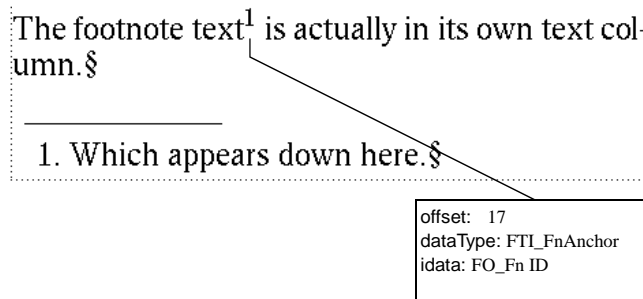 The footnote text1 is actually in its own text col-
umn.§
1. Which appears down here.§
offset: 17
dataType: FTI_FnAnchor
idata: FO_Fn ID